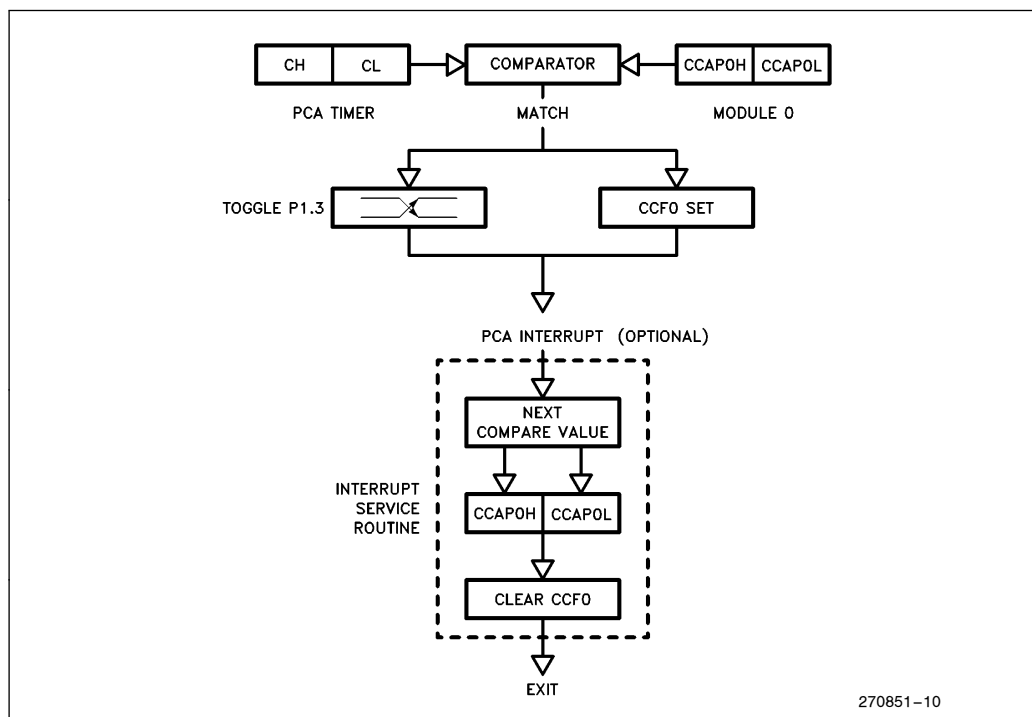 CH CL
COMPARATOR
CCAP0H CCAP0L
PCA TIMER
MATCH
MODULE 0
TOGGLE P1.3
CCF0 SET
PCA INTERRUPT (OPTIONAL)
NEXT
COMPARE VALUE
INTERRUPT
SERVICE
ROUTINE
CCAP0H CCAP0L
CLEAR CCF0
EXIT
270851-10